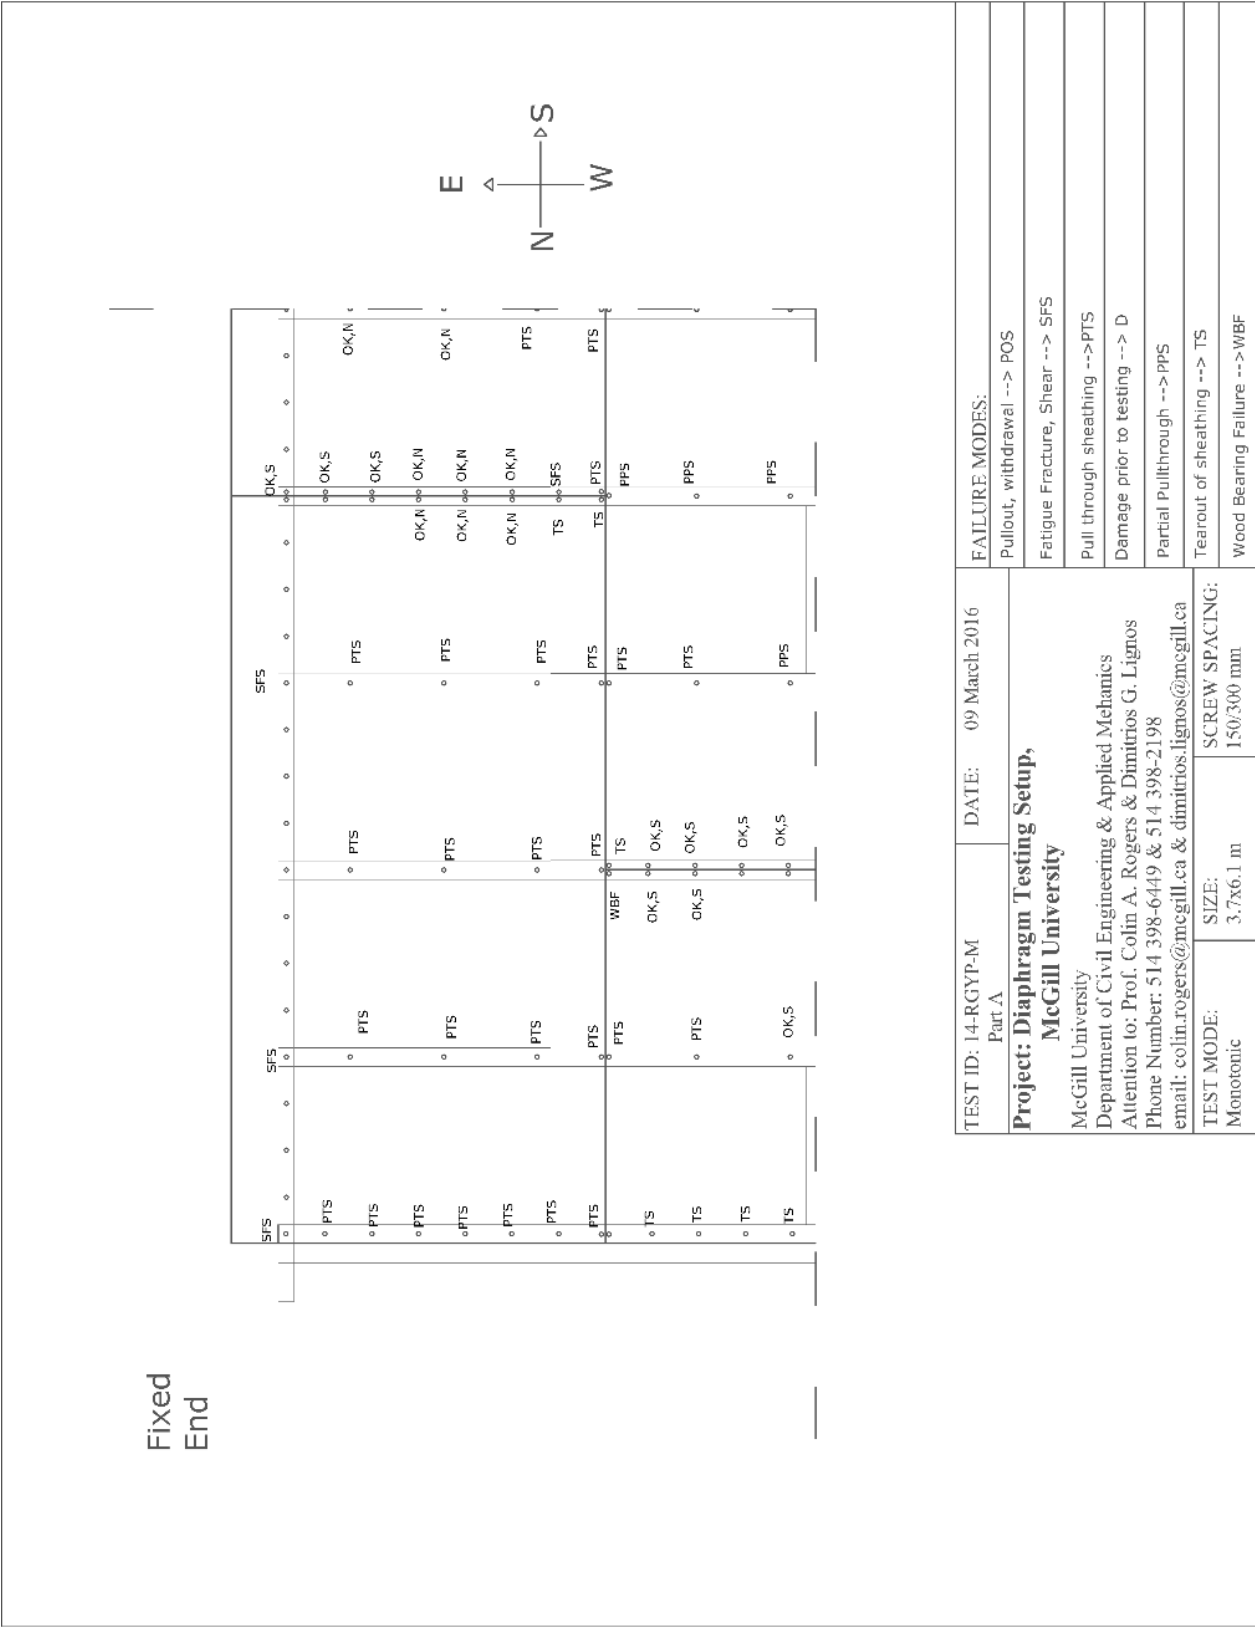 Fixed
End
SFS SFS SFS OK,S
PTS OK,S
PTS PTS PTS OK,N
PTS OK,S
PTS OK,N OK,N
PTS PTS PTS OK,N
E
PTS OK,N OK,N
PTS OK,N OK,N
PTS PTS PTS PTS
N S
PTS TS SFS
PTS PTS PTS PTS TS PTS PTS
W
PTS WBF TS PTS PPS
TS OK,S OK,S
TS PTS OK,S OK,S PTS PPS
TS OK,S
TS OK,S OK,S PPS PPS
TEST ID: 14-RGYP-M
Part A
DATE: 09 March 2016
Project: Diaphragm Testing Setup,
McGill University
McGill University
Department of Civil Engineering & Applied Mehanics
Attention to: Prof. Colin A. Rogers & Dimitrios G. Lignos
Phone Number: 514 398-6449 & 514 398-2198
email: colin.rogers@mcgill.ca & dimitrios.lignos@mcgill.ca
TEST MODE:
Monotonic
SIZE:
3.7x6.1 m
SCREW SPACING:
150/300 mm
FAILURE MODES:
Pullout, withdrawal --> POS
Fatigue Fracture, Shear --> SFS
Pull through sheathing -->PTS
Damage prior to testing --> D
Partial Pullthrough -->PPS
Tearout of sheathing --> TS
Wood Bearing Failure -->WBF